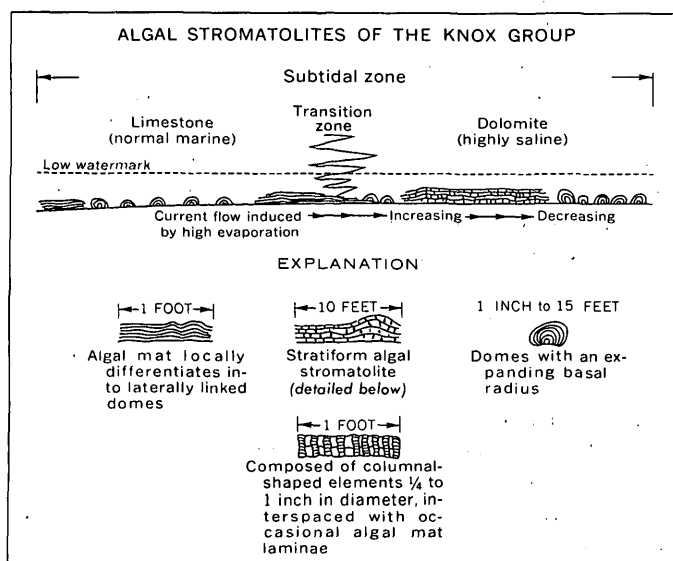 ALGAL STROMATOLITES OF THE KNOX GROUP
Subtidal zone
Limestone
(normal marine)
Transition
zone
Dolomite
(highly saline)
Low watermark
Current flow induced
by high evaporation
Increasing
Decreasing
EXPLANATION
1 FOOT
Algal mat locally
differentiates in-
to laterally linked
domes
10 FEET
Stratiform algal
stromatolite
(detailed below)
1 INCH to 15 FEET
Domes with an ex-
panding basal
radius
1 FOOT
Composed of columnal-
shaped elements ¼ to
1 inch in diameter, in-
terspaced with oc-
casional algal mat
laminae